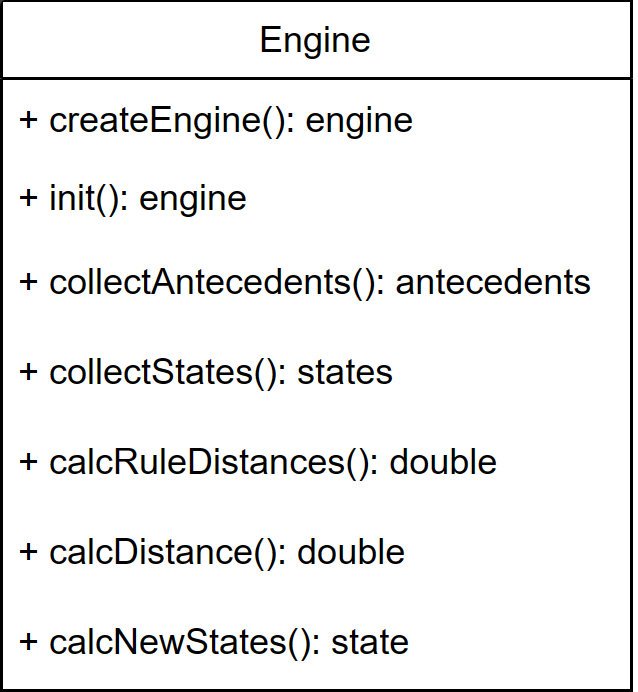 Engine
+ createEngine(): engine
+ init(): engine
+ collectAntecedents(): antecedents
+ collectStates(): states
+ calcRuleDistances(): double
+ calcDistance(): double
+ calcNewStates(): state